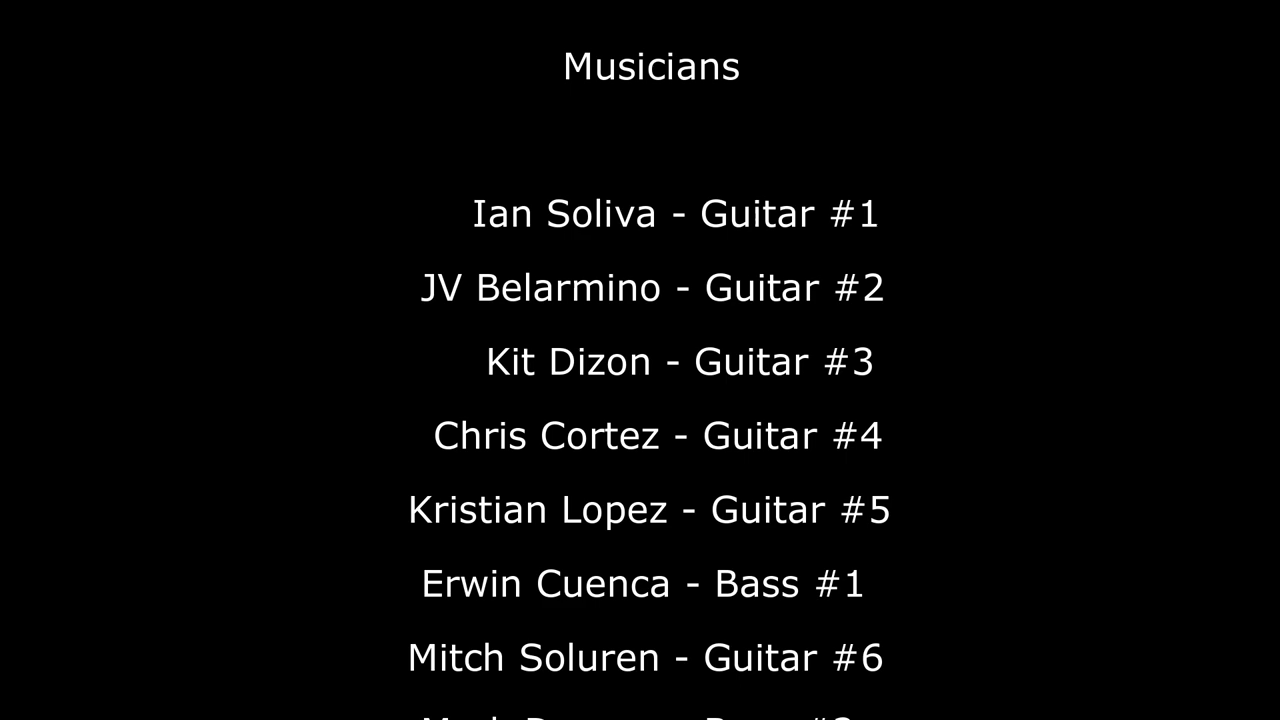 Musicians
Ian Soliva - Guitar #1
JV Belarmino - Guitar #2
Kit Dizon - Guitar #3
Chris Cortez - Guitar #4
Kristian Lopez - Guitar #5
Erwin Cuenca - Bass #1
Mitch Soluren - Guitar #6